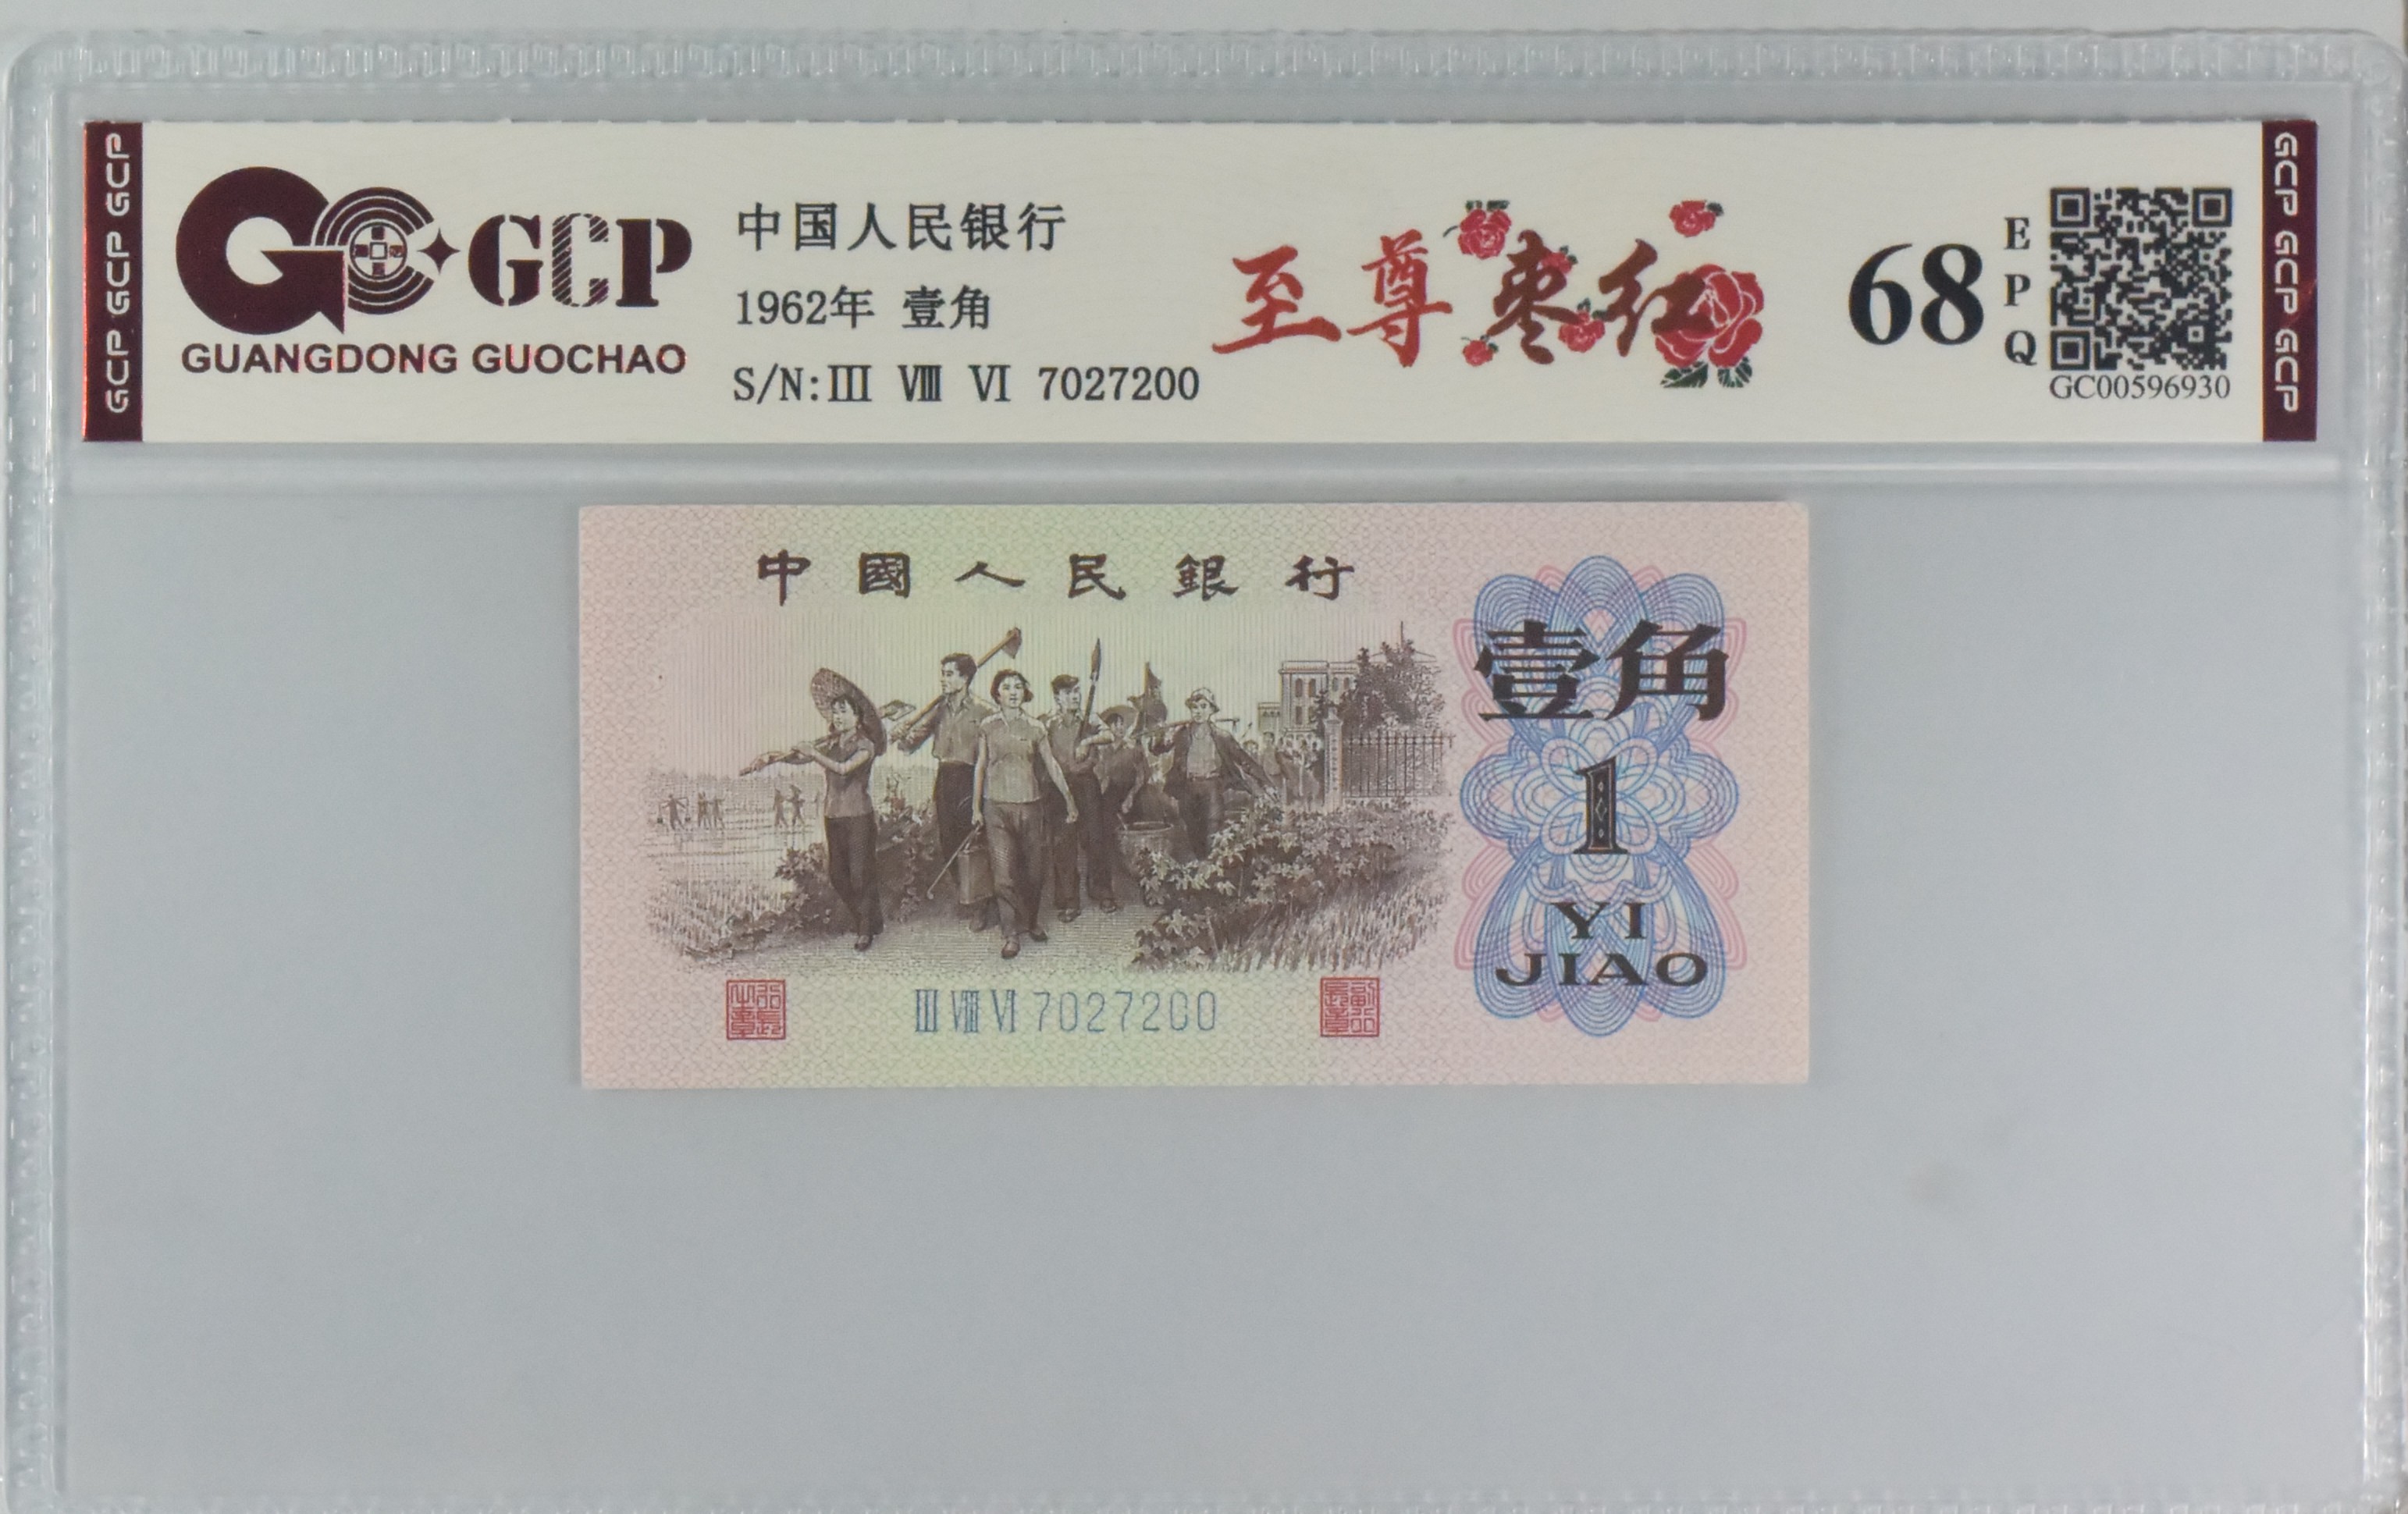 GCP GCP GCP
GCP
GUANGDONG GUOCHAO
中国人民银行
1962年 壹角
S/N:III VIII VI 7027200
至尊枣红
68
EPQ
GC00596930
GCP GCP GCP
中國人民銀行
壹角
1
YI
JIAO
III VIII VI 7027200